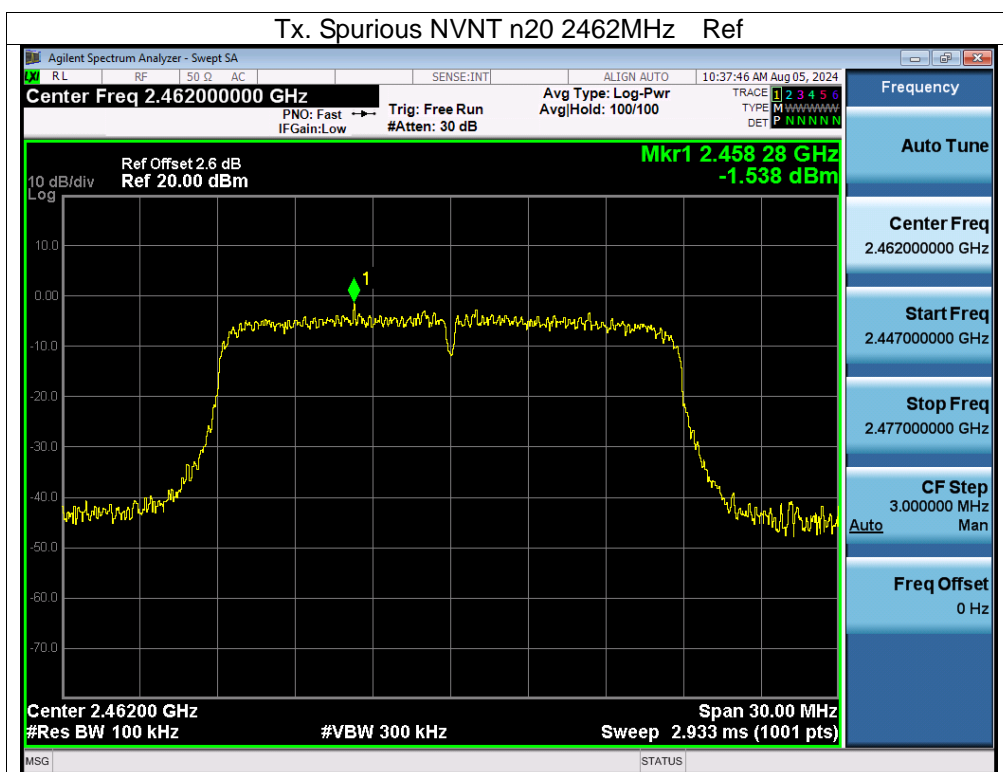 Tx. Spurious NVNT n20 2462MHz Ref
Agilent Spectrum Analyzer - Swept SA
LXI RL RF 50 Ω AC SENSE:INT ALIGN AUTO 10:37:46 AM Aug 05, 2024
Center Freq 2.462000000 GHz
PNO: Fast
IFGain:Low
Trig: Free Run
#Atten: 30 dB
Avg Type: Log-Pwr
Avg|Hold: 100/100
TRACE 1 2 3 4 5 6
TYPE M WWWWW
DET P N N N N N
Mkr1 2.458 28 GHz
-1.538 dBm
Ref Offset 2.6 dB
10 dB/div Ref 20.00 dBm
Log
10.0
0.00
-10.0
-20.0
-30.0
-40.0
-50.0
-60.0
-70.0
1
Center 2.46200 GHz Span 30.00 MHz
#Res BW 100 kHz #VBW 300 kHz Sweep 2.933 ms (1001 pts)
MSG STATUS
Frequency
Auto Tune
Center Freq
2.462000000 GHz
Start Freq
2.447000000 GHz
Stop Freq
2.477000000 GHz
CF Step
3.000000 MHz
Auto Man
Freq Offset
0 Hz